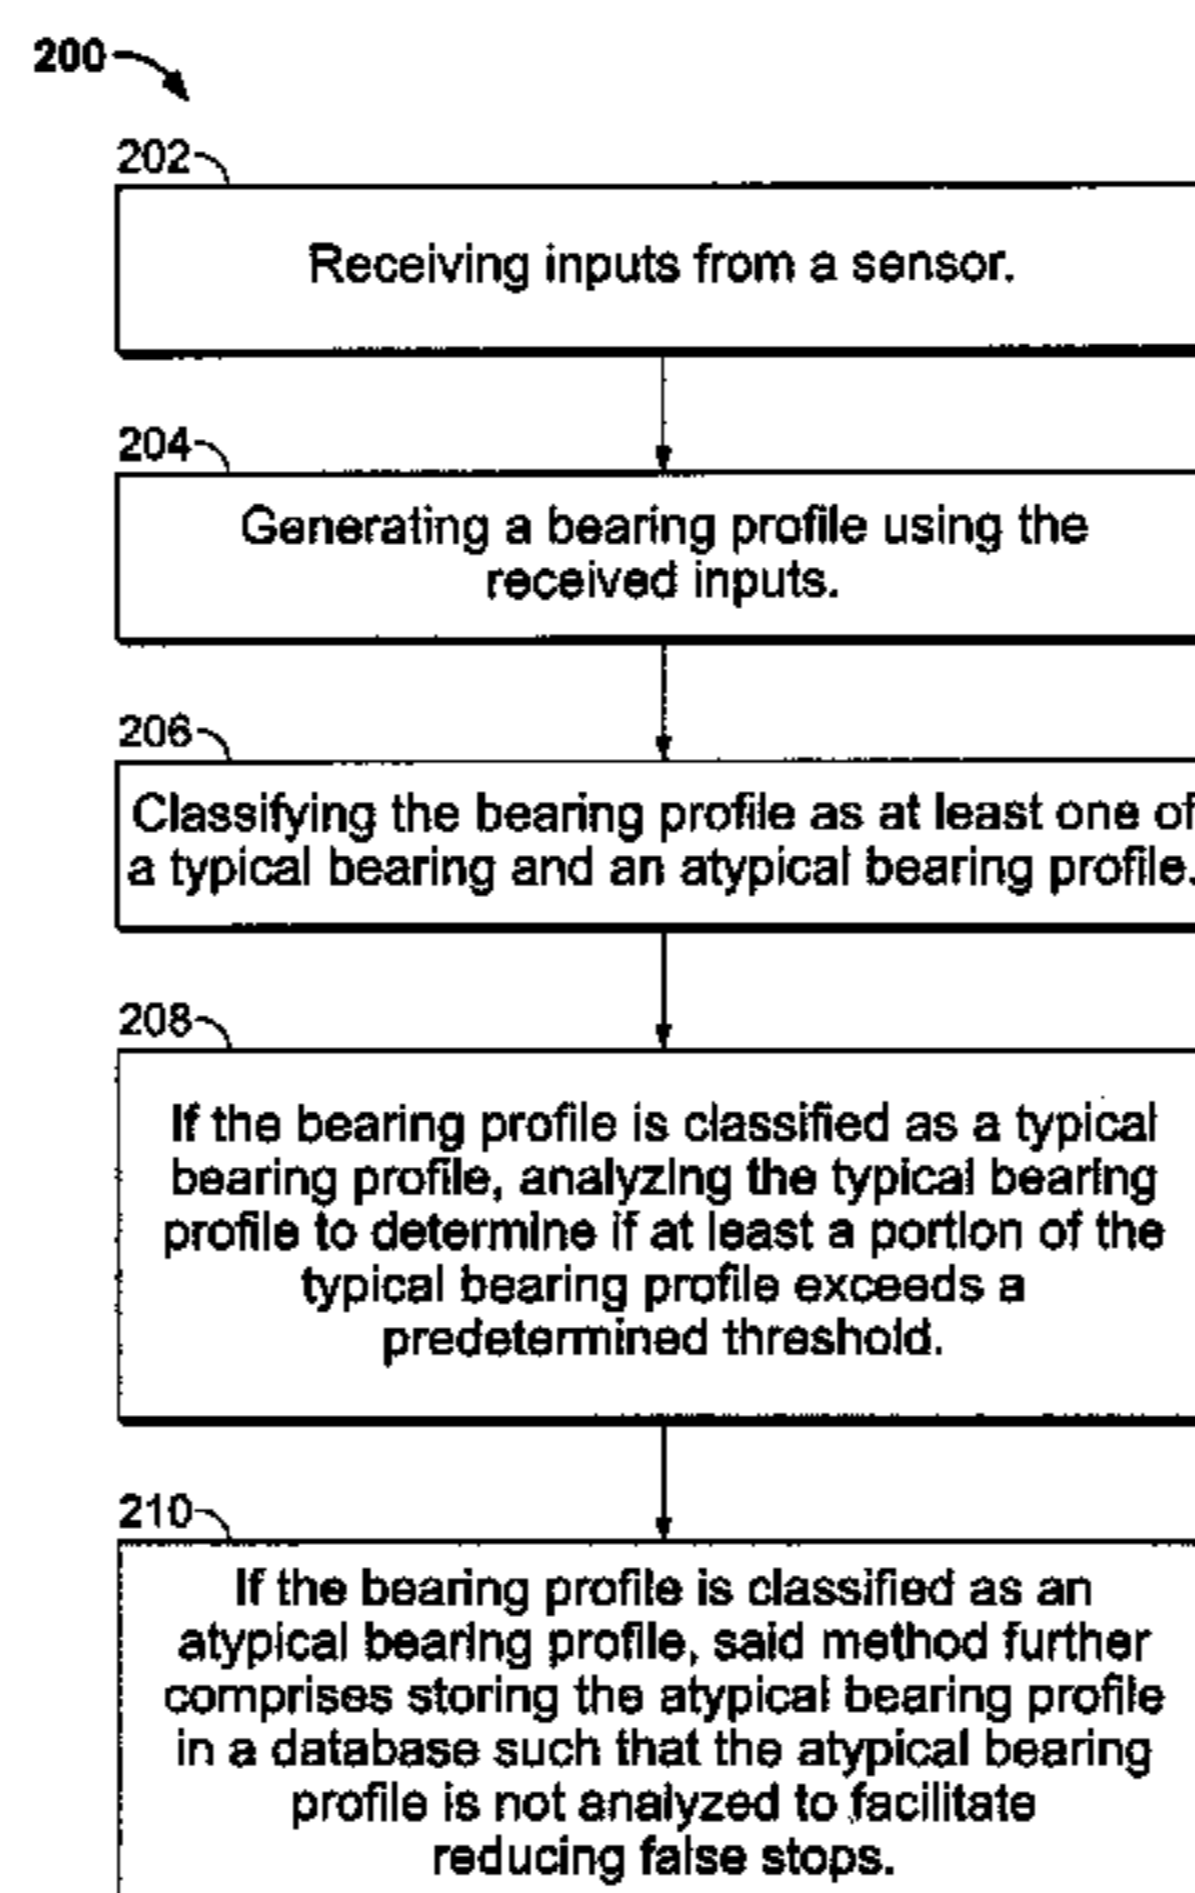 200
202
Receiving inputs from a sensor.
204
Generating a bearing profile using the
received inputs.
206
Classifying the bearing profile as at least one of
a typical bearing and an atypical bearing profile.
208
If the bearing profile is classified as a typical
bearing profile, analyzing the typical bearing
profile to determine if at least a portion of the
typical bearing profile exceeds a
predetermined threshold.
210
If the bearing profile is classified as an
atypical bearing profile, said method further
comprises storing the atypical bearing profile
in a database such that the atypical bearing
profile is not analyzed to facilitate
reducing false stops.